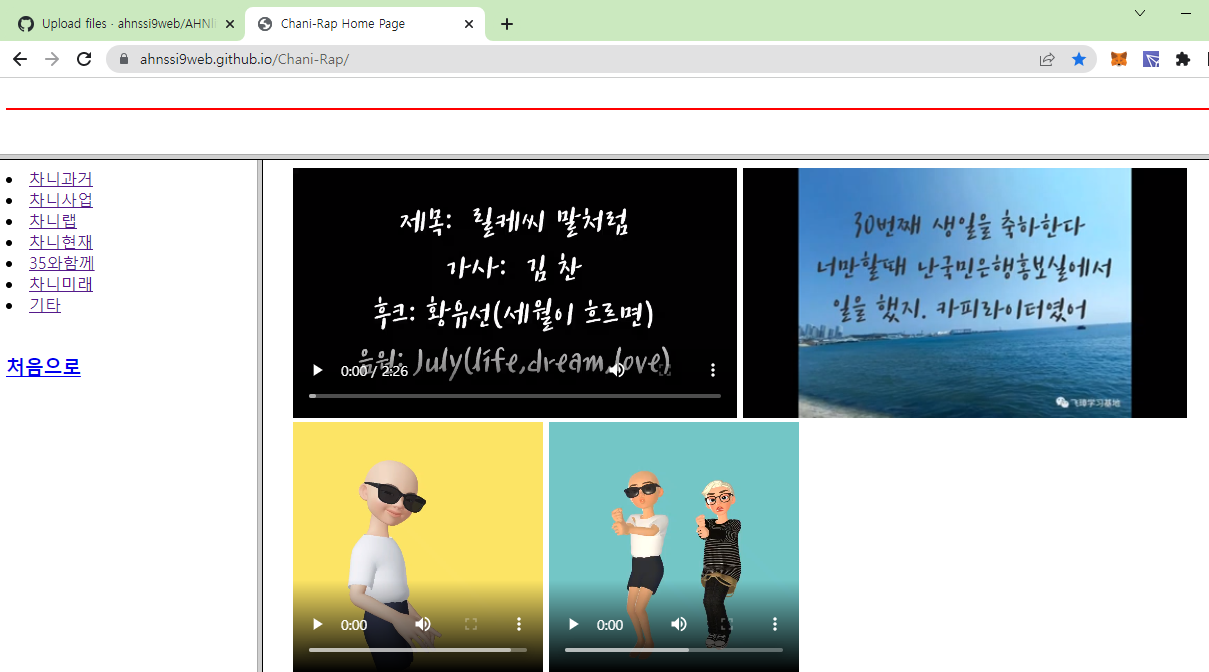 Upload files · ahnssi9web/AHN
Chani-Rap Home Page
ahnssi9web.github.io/Chani-Rap/
차니과거
차니사업
차니랩
차니현재
35와함께
차니미래
기타
처음으로
제목: 릴케씨 말처럼
가사: 김 찬
후크: 황유선(세월이 흐르면)
음원: July(life,dream,love)
0:00 / 2:26
30번째 생일을 축하한다
너만할때 난국민은행홍보실에서
일을 했지. 카피라이터였어
飞臻学习基地
0:00
0:00